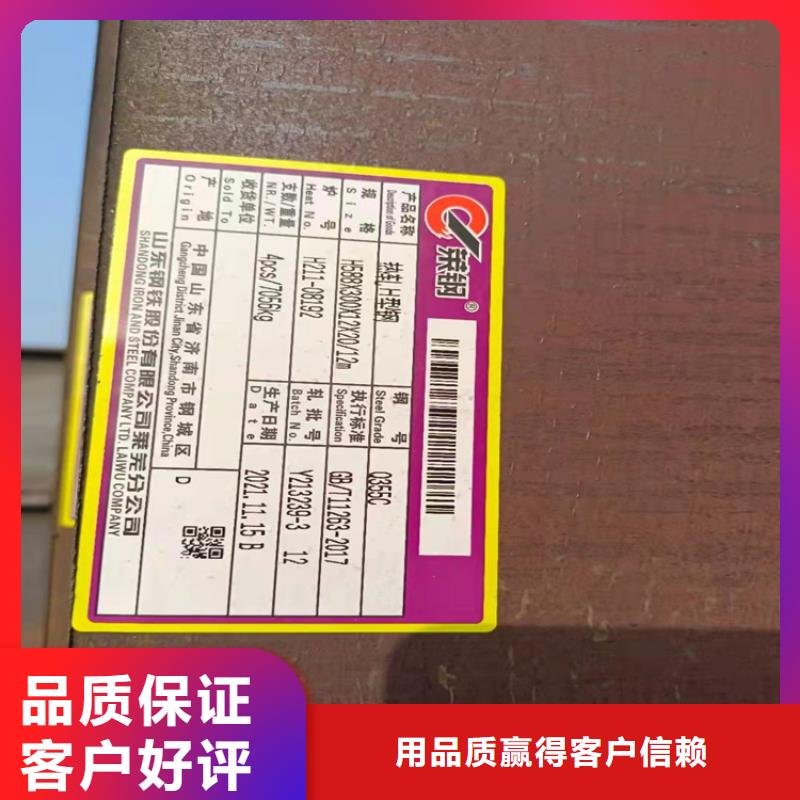 莱钢®
产品名称 热轧H型钢
Description of Goods
规格 H588X300X12X20/12m
Size
钢号 Q355C
Steel Grade
炉号 H211-08192
Heat No.
执行标准 GB/T11263-2017
Specification
支数/重量 4pcs/7056kg
NR./WT.
轧批号 Y213239-3 12
Batch No.
收货单位
Sold To
生产日期 2021.11.15 B
Date
产地 中国山东省济南市钢城区 D
Origin Gangcheng District Jinan City,Shandong Province,China
山东钢铁股份有限公司莱芜分公司
SHANDONG IRON AND STEEL COMPANY LTD. LAIWU COMPANY
品质保证
客户好评
用品质赢得客户信赖